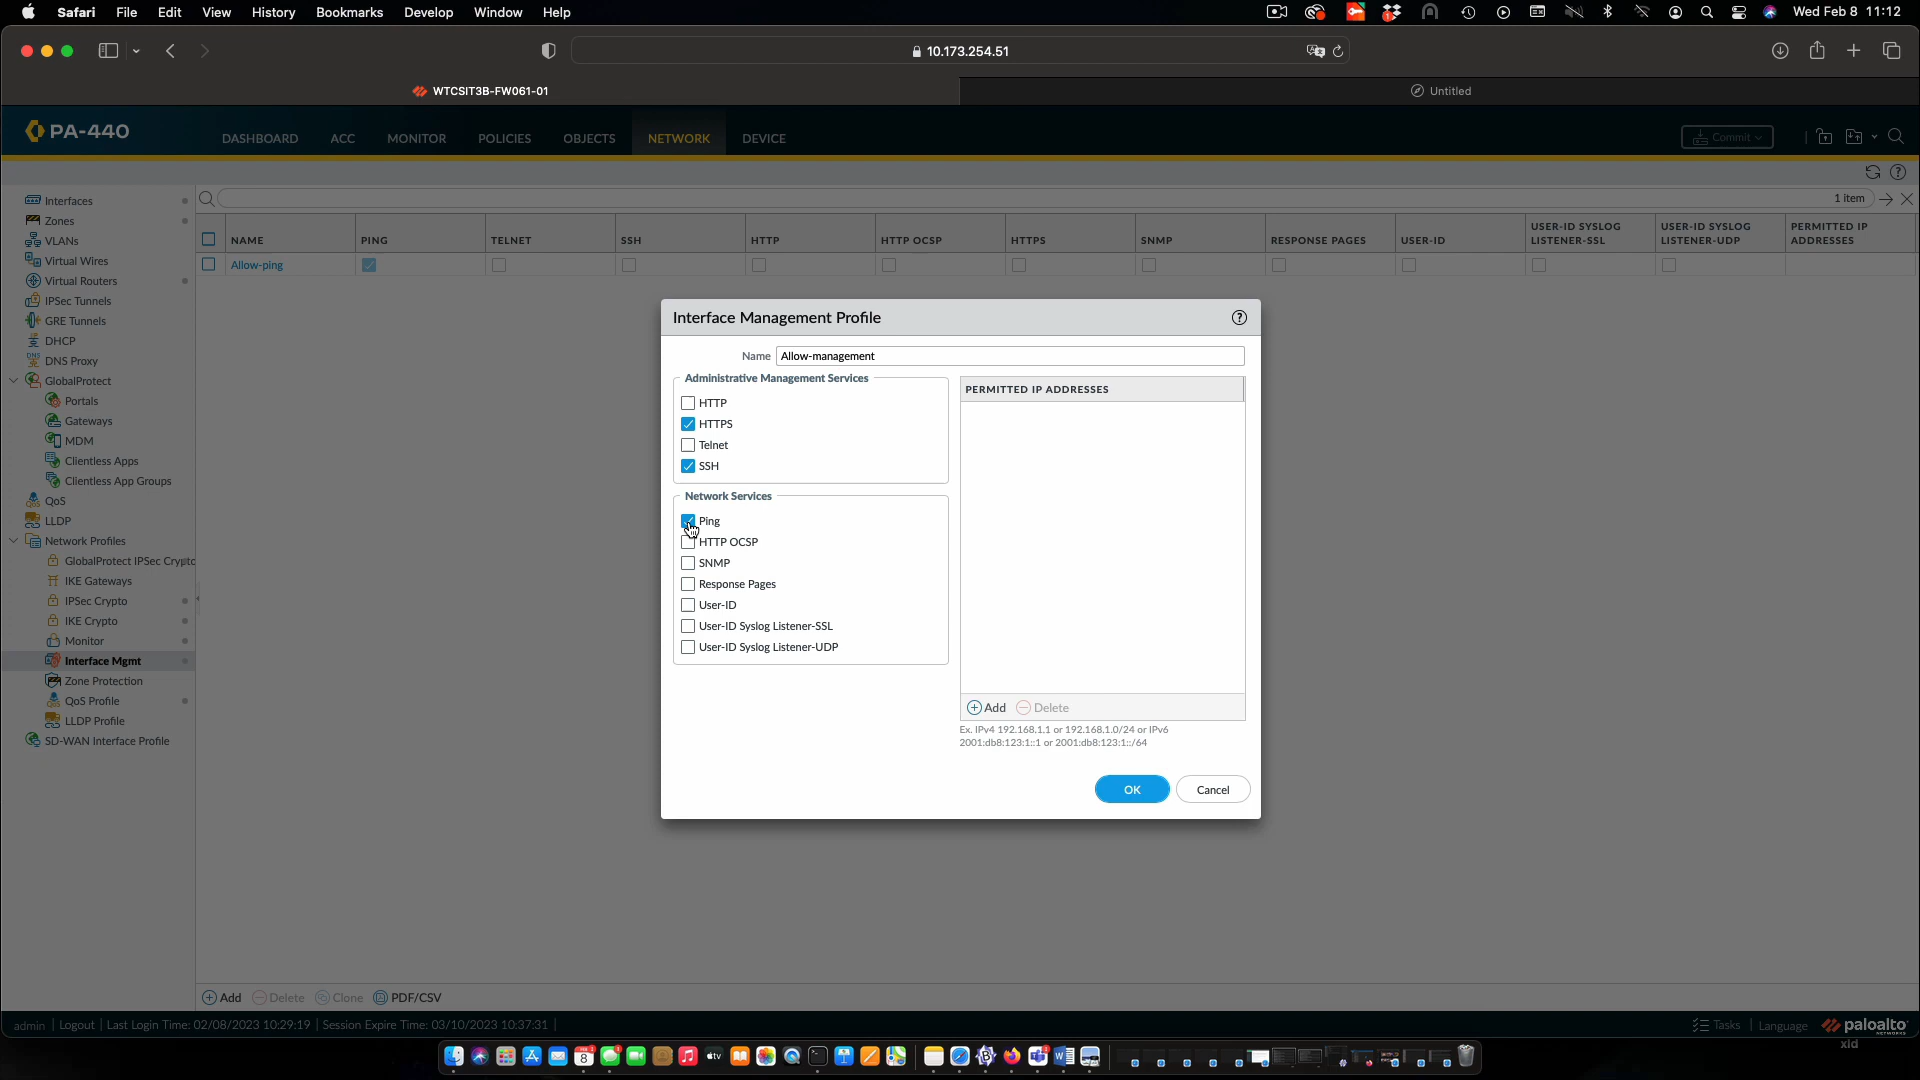 Safari File Edit View History Bookmarks Develop Window Help Wed Feb 8 11:12
10.173.254.51
WTCSIT3B-FW061-01 Untitled
PA-440 DASHBOARD ACC MONITOR POLICIES OBJECTS NETWORK DEVICE Commit
1 item
Interfaces
Zones
VLANs
Virtual Wires
Virtual Routers
IPSec Tunnels
GRE Tunnels
DHCP
DNS Proxy
GlobalProtect
Portals
Gateways
MDM
Clientless Apps
Clientless App Groups
QoS
LLDP
Network Profiles
GlobalProtect IPSec Crypto
IKE Gateways
IPSec Crypto
IKE Crypto
Monitor
Interface Mgmt
Zone Protection
QoS Profile
LLDP Profile
SD-WAN Interface Profile
NAME PING TELNET SSH HTTP HTTP OCSP HTTPS SNMP RESPONSE PAGES USER-ID USER-ID SYSLOG LISTENER-SSL USER-ID SYSLOG LISTENER-UDP PERMITTED IP ADDRESSES
Allow-ping
Interface Management Profile
Name Allow-management
Administrative Management Services
HTTP
HTTPS
Telnet
SSH
Network Services
Ping
HTTP OCSP
SNMP
Response Pages
User-ID
User-ID Syslog Listener-SSL
User-ID Syslog Listener-UDP
PERMITTED IP ADDRESSES
Add Delete
Ex. IPv4 192.168.1.1 or 192.168.1.0/24 or IPv6
2001:db8:123:1::1 or 2001:db8:123:1::/64
OK Cancel
Add Delete Clone PDF/CSV
admin | Logout | Last Login Time: 02/08/2023 10:29:19 | Session Expire Time: 03/10/2023 10:37:31 | Tasks | Language paloalto
NETWORKS
xld